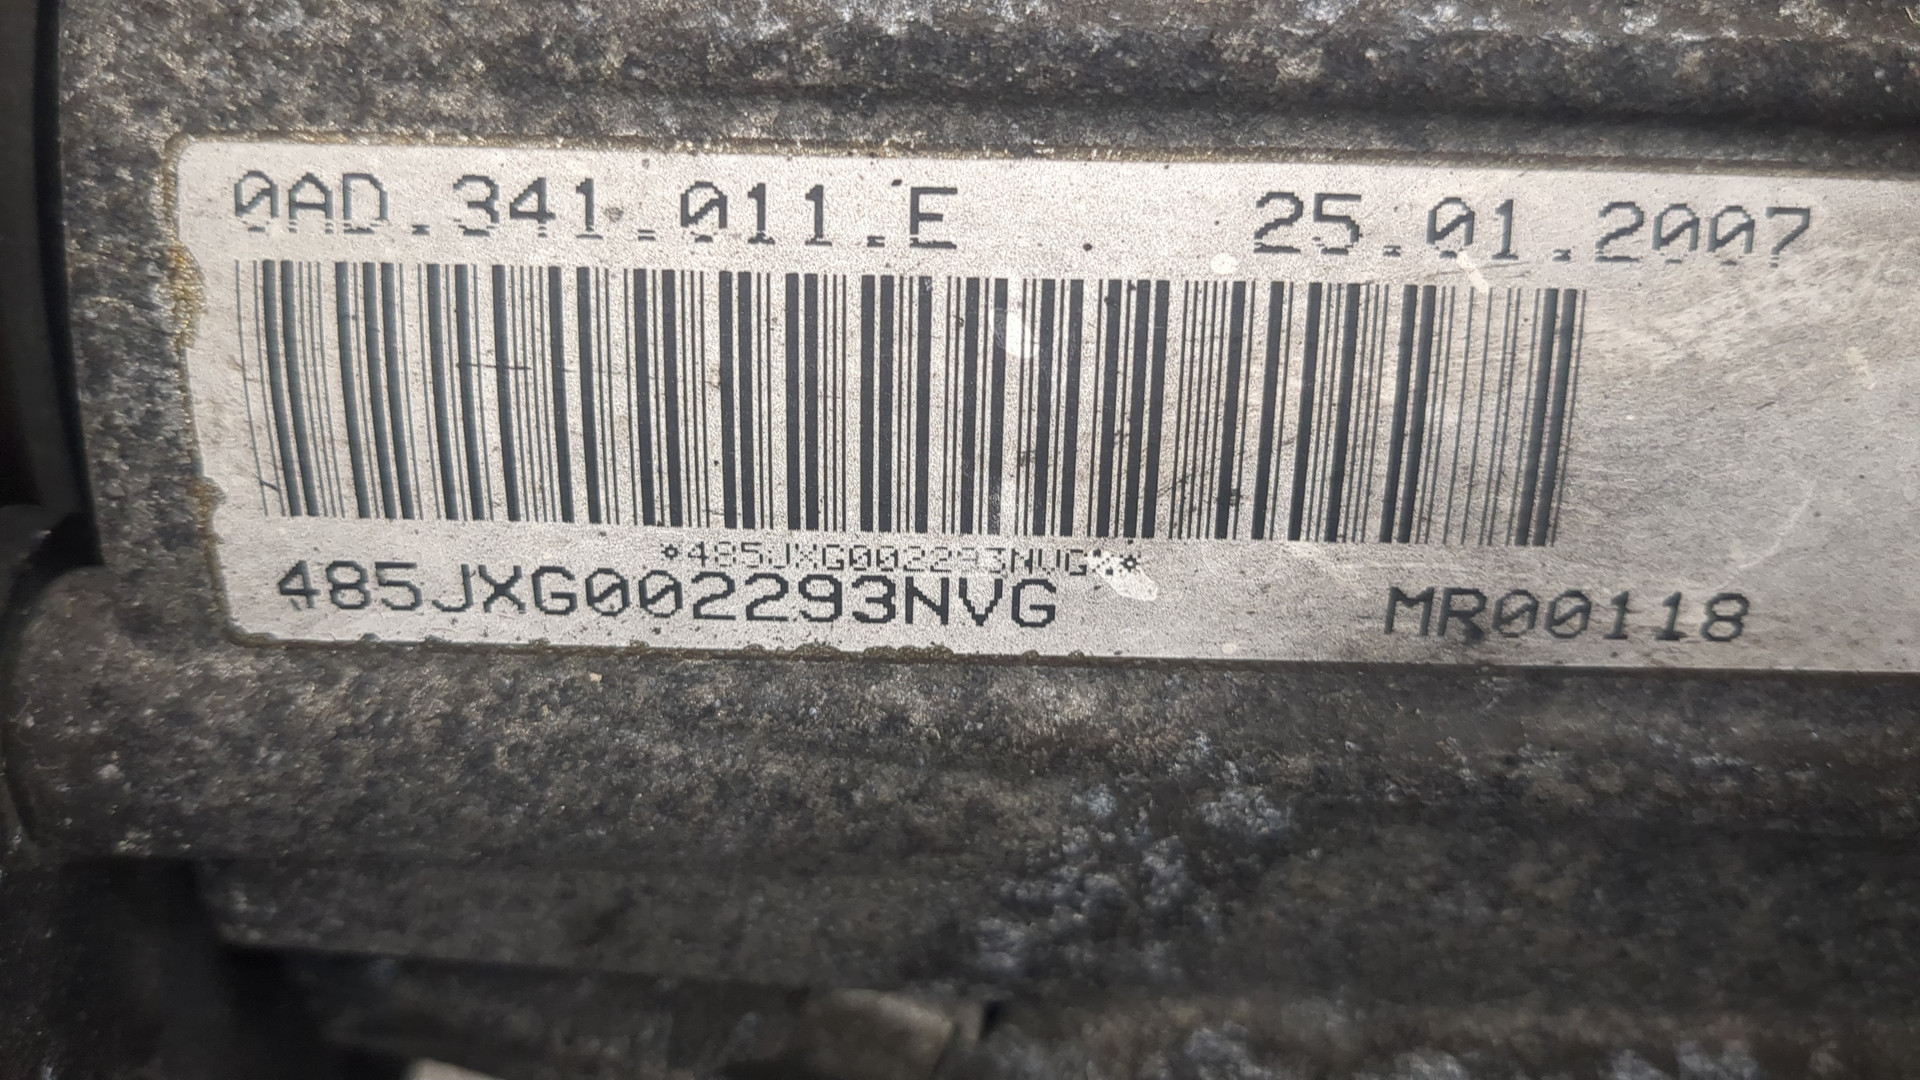 0AD.341.011.E 25.01.2007
*485JXG002293NVG%*
485JXG002293NVG MR00118